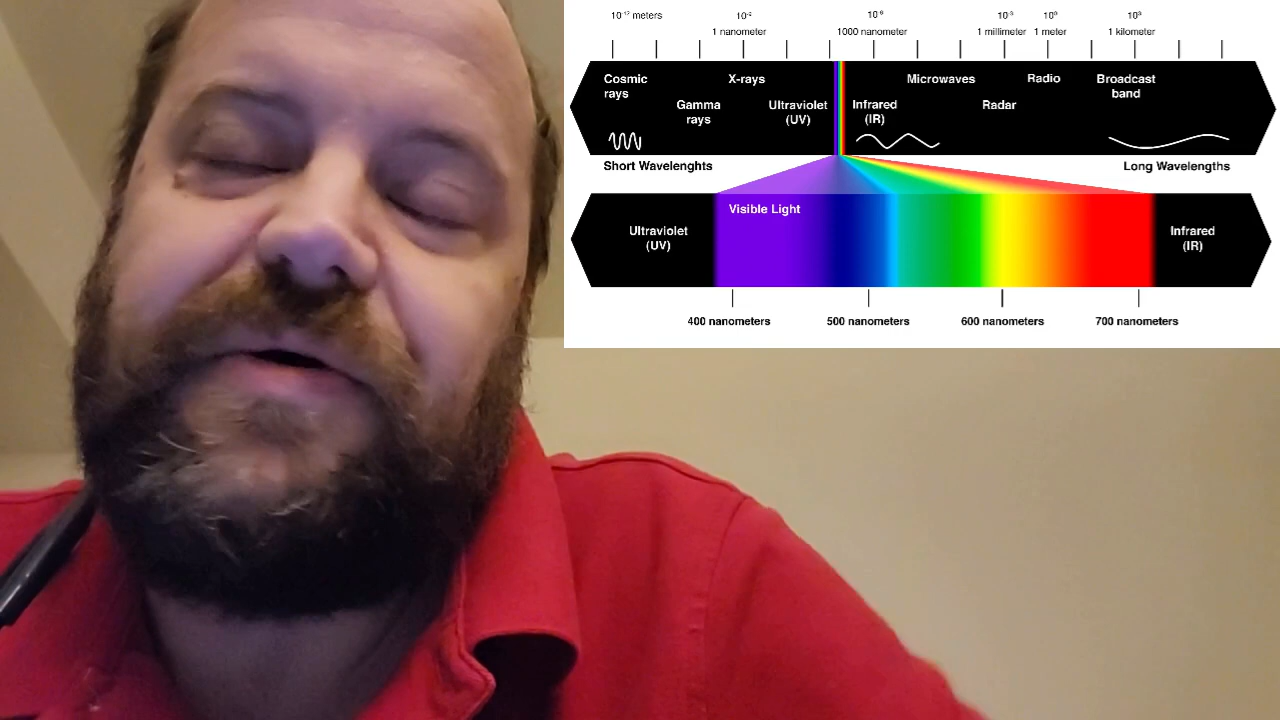 10⁻¹² meters 10⁻⁹ 10⁻⁶ 10⁻³ 10⁰ 10³
1 nanometer 1000 nanometer 1 millimeter 1 meter 1 kilometer
Cosmic
rays
X-rays
Microwaves
Radio
Broadcast
band
Gamma
rays
Ultraviolet
(UV)
Infrared
(IR)
Radar
Short Wavelenghts
Long Wavelengths
Visible Light
Ultraviolet
(UV)
Infrared
(IR)
400 nanometers 500 nanometers 600 nanometers 700 nanometers